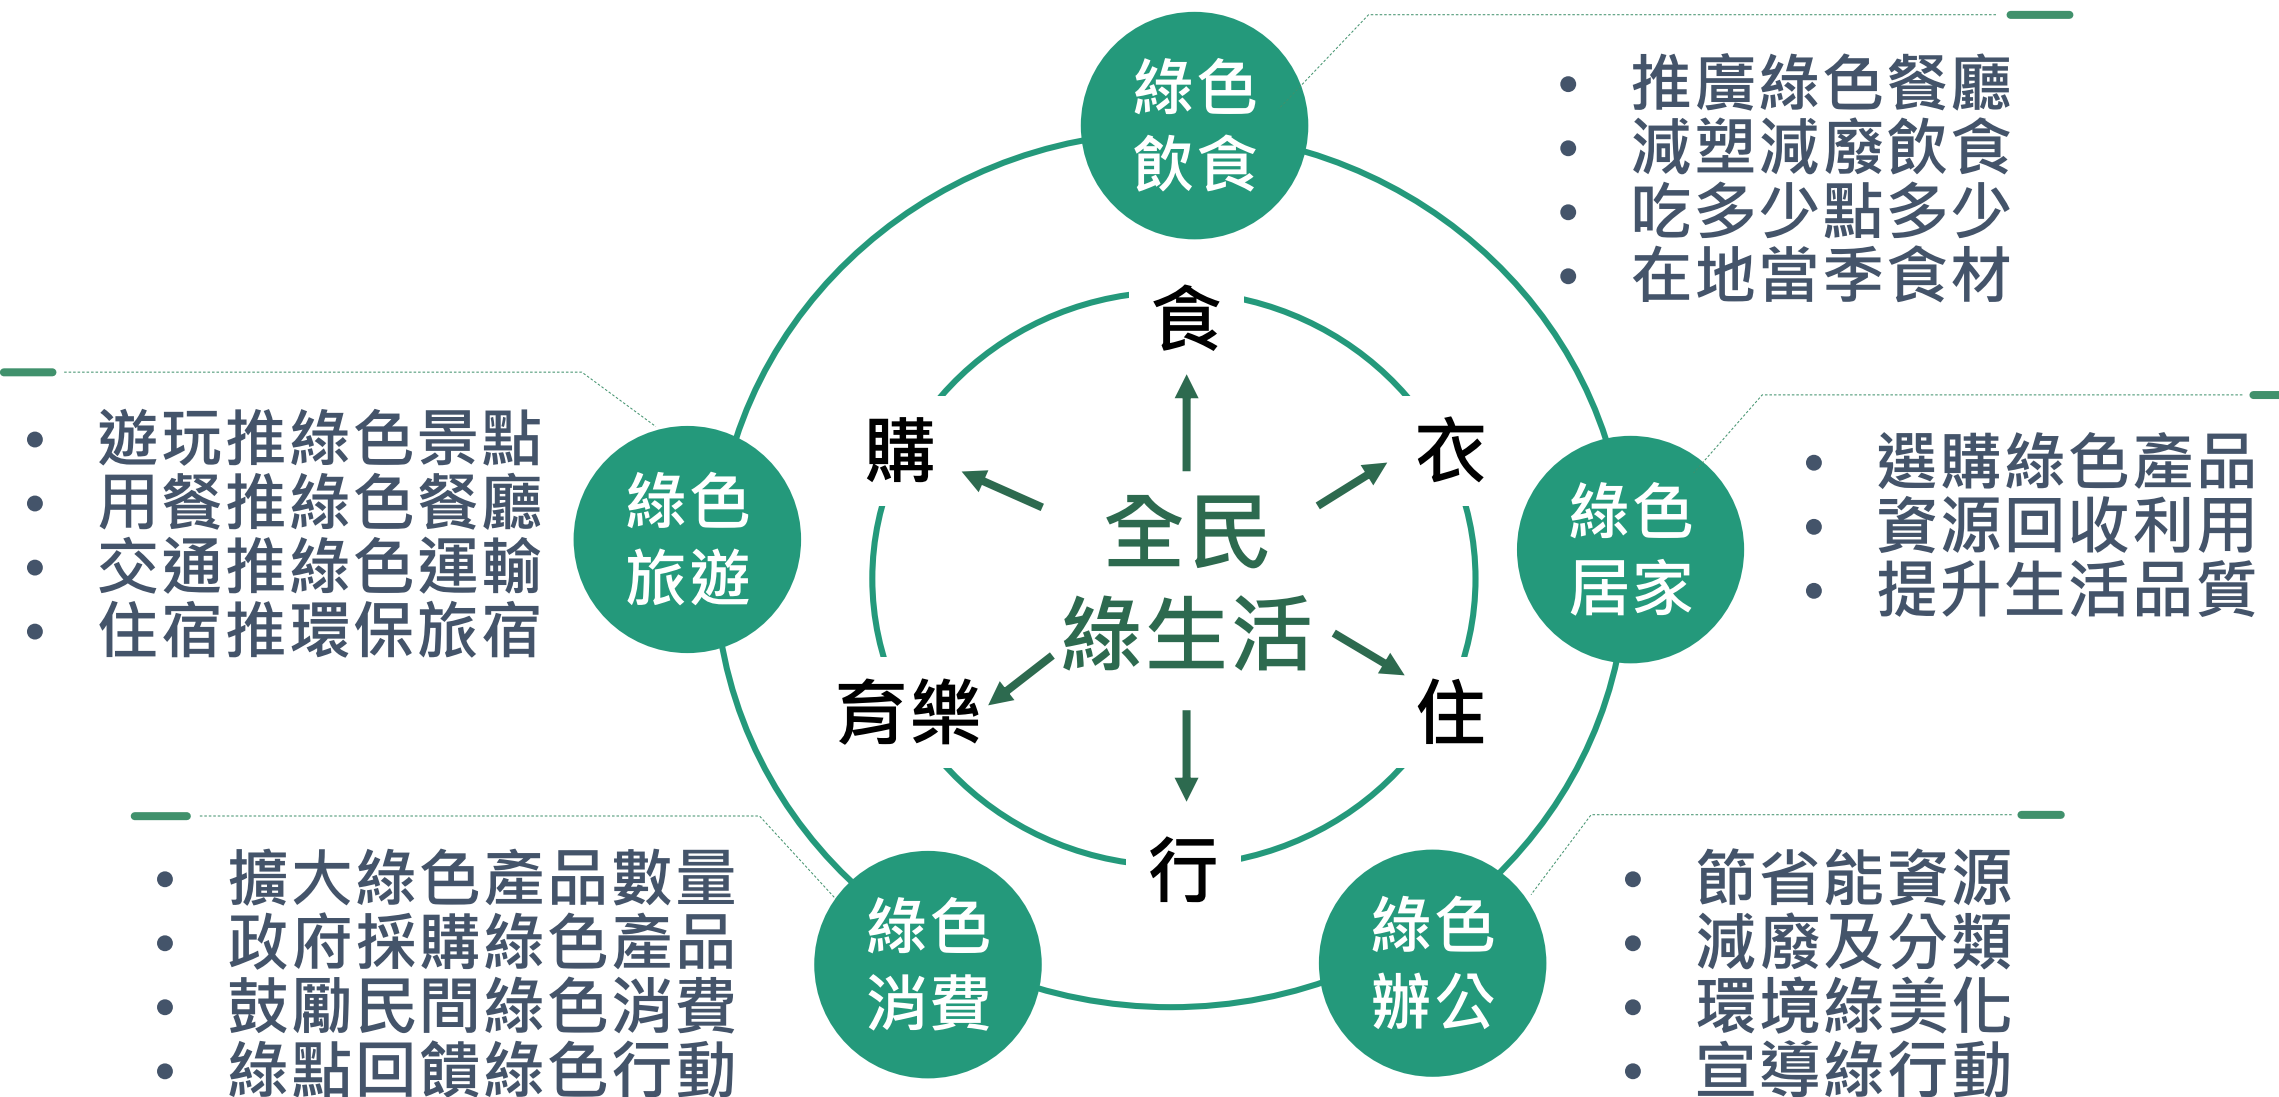 綠色
飲食
推廣綠色餐廳
減塑減廢飲食
吃多少點多少
在地當季食材
食
購
衣
全民
綠生活
育樂
住
行
遊玩推綠色景點
用餐推綠色餐廳
交通推綠色運輸
住宿推環保旅宿
綠色
旅遊
綠色
居家
選購綠色產品
資源回收利用
提升生活品質
擴大綠色產品數量
政府採購綠色產品
鼓勵民間綠色消費
綠點回饋綠色行動
綠色
消費
綠色
辦公
節省能資源
減廢及分類
環境綠美化
宣導綠行動